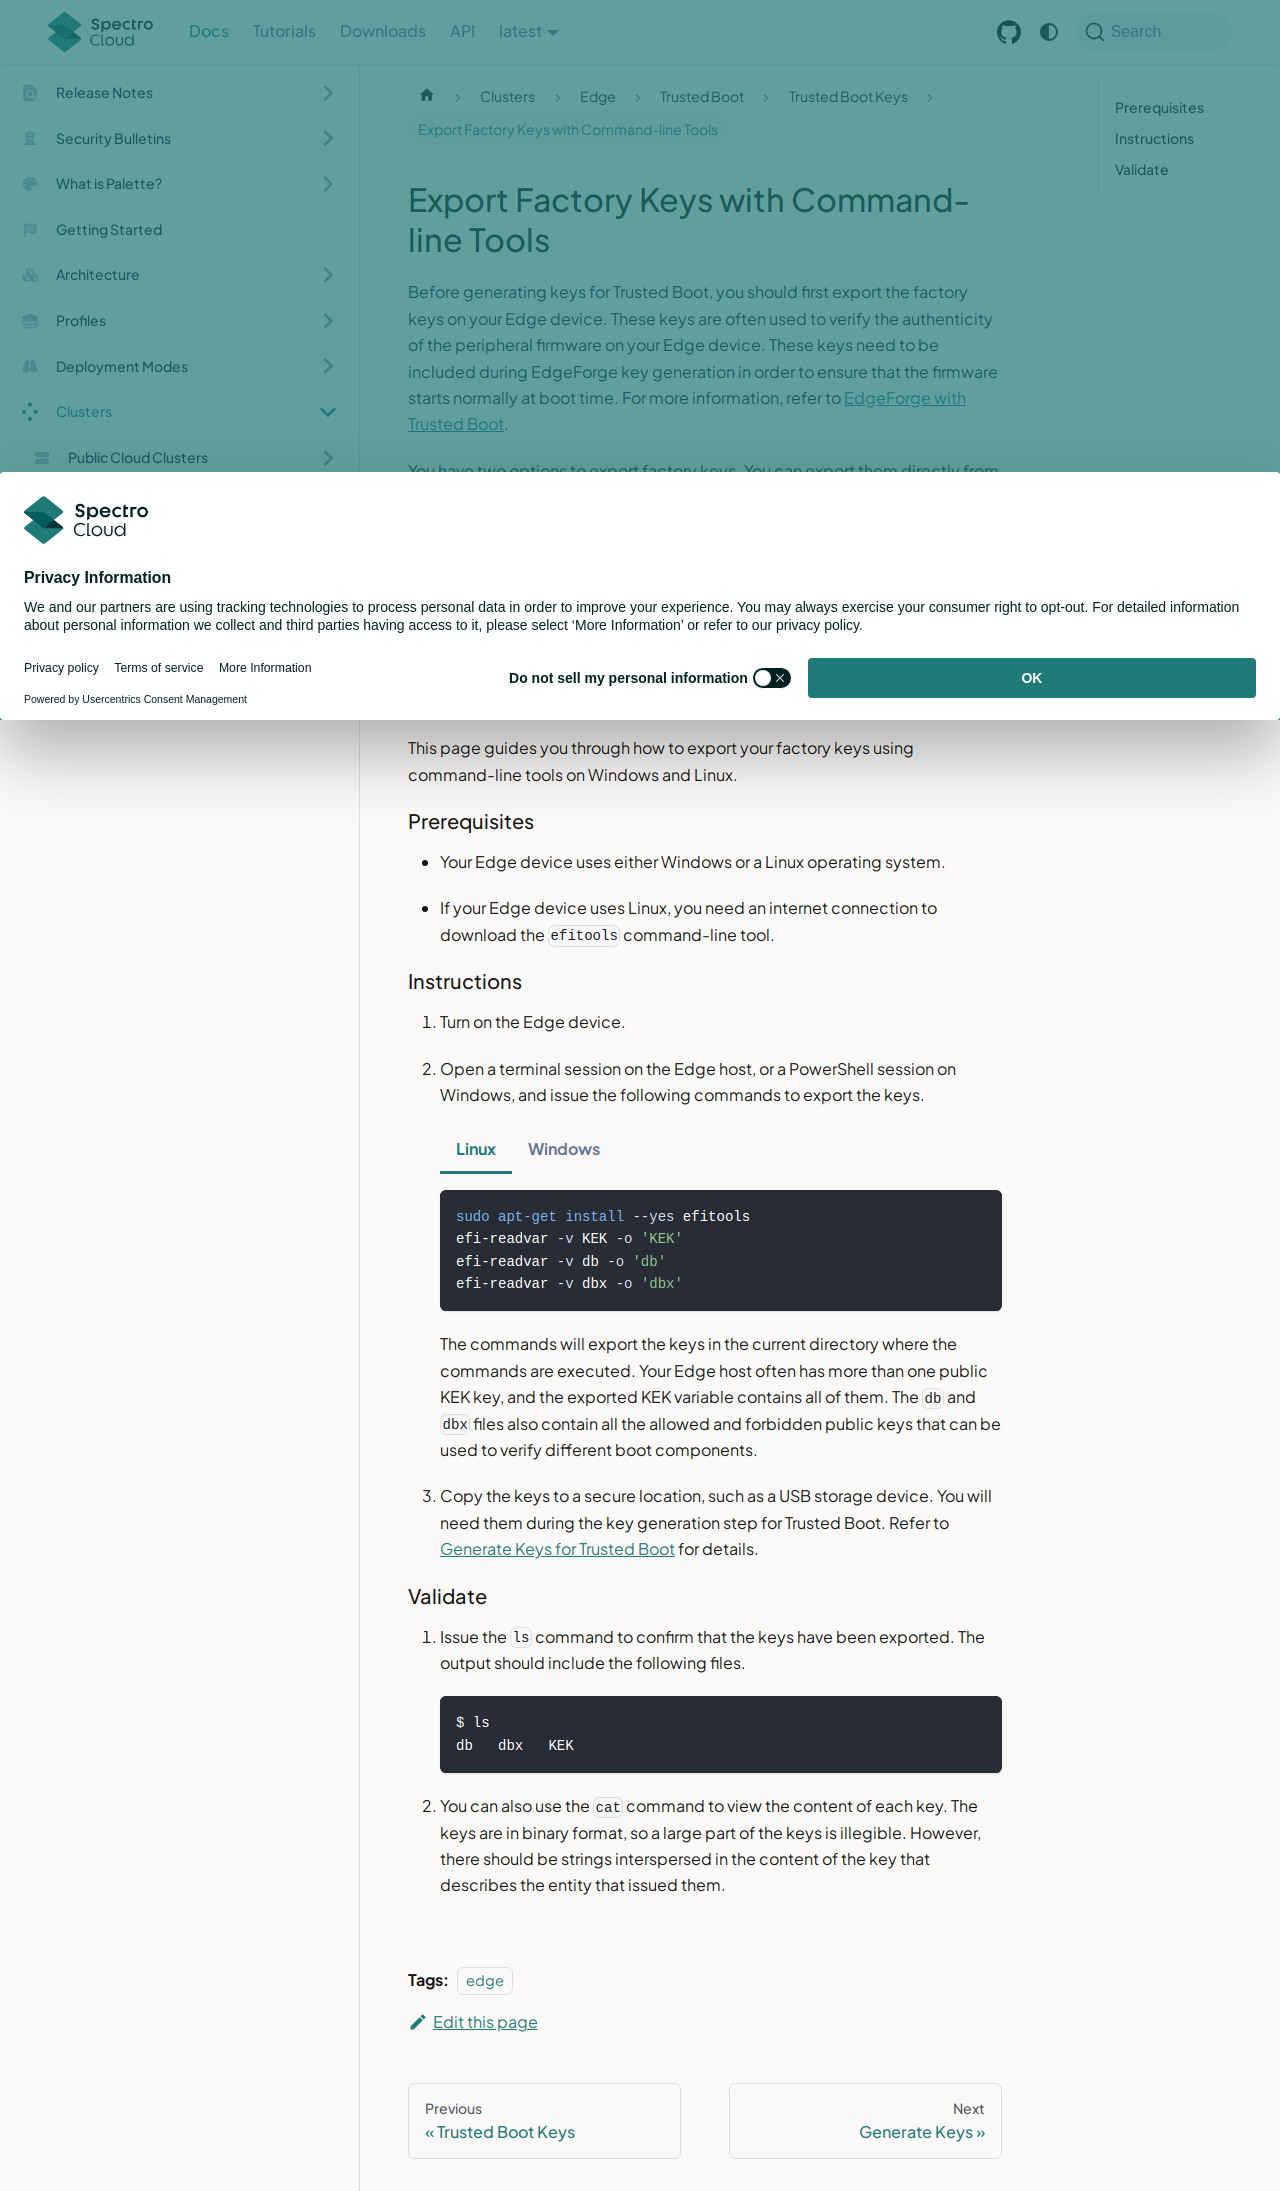 Spectro
Cloud
Docs
Tutorials
Downloads
API
latest
Search
Release Notes
Security Bulletins
What is Palette?
Getting Started
Architecture
Profiles
Deployment Modes
Clusters
Public Cloud Clusters
Clusters
Edge
Trusted Boot
Trusted Boot Keys
Export Factory Keys with Command-line Tools
Prerequisites
Instructions
Validate
Export Factory Keys with Command-
line Tools
Before generating keys for Trusted Boot, you should first export the factory
keys on your Edge device. These keys are often used to verify the authenticity
of the peripheral firmware on your Edge device. These keys need to be
included during EdgeForge key generation in order to ensure that the firmware
starts normally at boot time. For more information, refer to EdgeForge with
Trusted Boot.
You have two options to export factory keys. You can export them directly from
Spectro
Cloud
Privacy Information
We and our partners are using tracking technologies to process personal data in order to improve your experience. You may always exercise your consumer right to opt-out. For detailed information
about personal information we collect and third parties having access to it, please select ‘More Information’ or refer to our privacy policy.
Privacy policy
Terms of service
More Information
Powered by Usercentrics Consent Management
Do not sell my personal information
OK
This page guides you through how to export your factory keys using
command-line tools on Windows and Linux.
Prerequisites
• Your Edge device uses either Windows or a Linux operating system.
• If your Edge device uses Linux, you need an internet connection to
download the efitools command-line tool.
Instructions
1. Turn on the Edge device.
2. Open a terminal session on the Edge host, or a PowerShell session on
Windows, and issue the following commands to export the keys.
Linux
Windows
sudo apt-get install --yes efitools
efi-readvar -v KEK -o 'KEK'
efi-readvar -v db -o 'db'
efi-readvar -v dbx -o 'dbx'
The commands will export the keys in the current directory where the
commands are executed. Your Edge host often has more than one public
KEK key, and the exported KEK variable contains all of them. The db and
dbx files also contain all the allowed and forbidden public keys that can be
used to verify different boot components.
3. Copy the keys to a secure location, such as a USB storage device. You will
need them during the key generation step for Trusted Boot. Refer to
Generate Keys for Trusted Boot for details.
Validate
1. Issue the ls command to confirm that the keys have been exported. The
output should include the following files.
$ ls
db   dbx   KEK
2. You can also use the cat command to view the content of each key. The
keys are in binary format, so a large part of the keys is illegible. However,
there should be strings interspersed in the content of the key that
describes the entity that issued them.
Tags: edge
Edit this page
Previous
« Trusted Boot Keys
Next
Generate Keys »